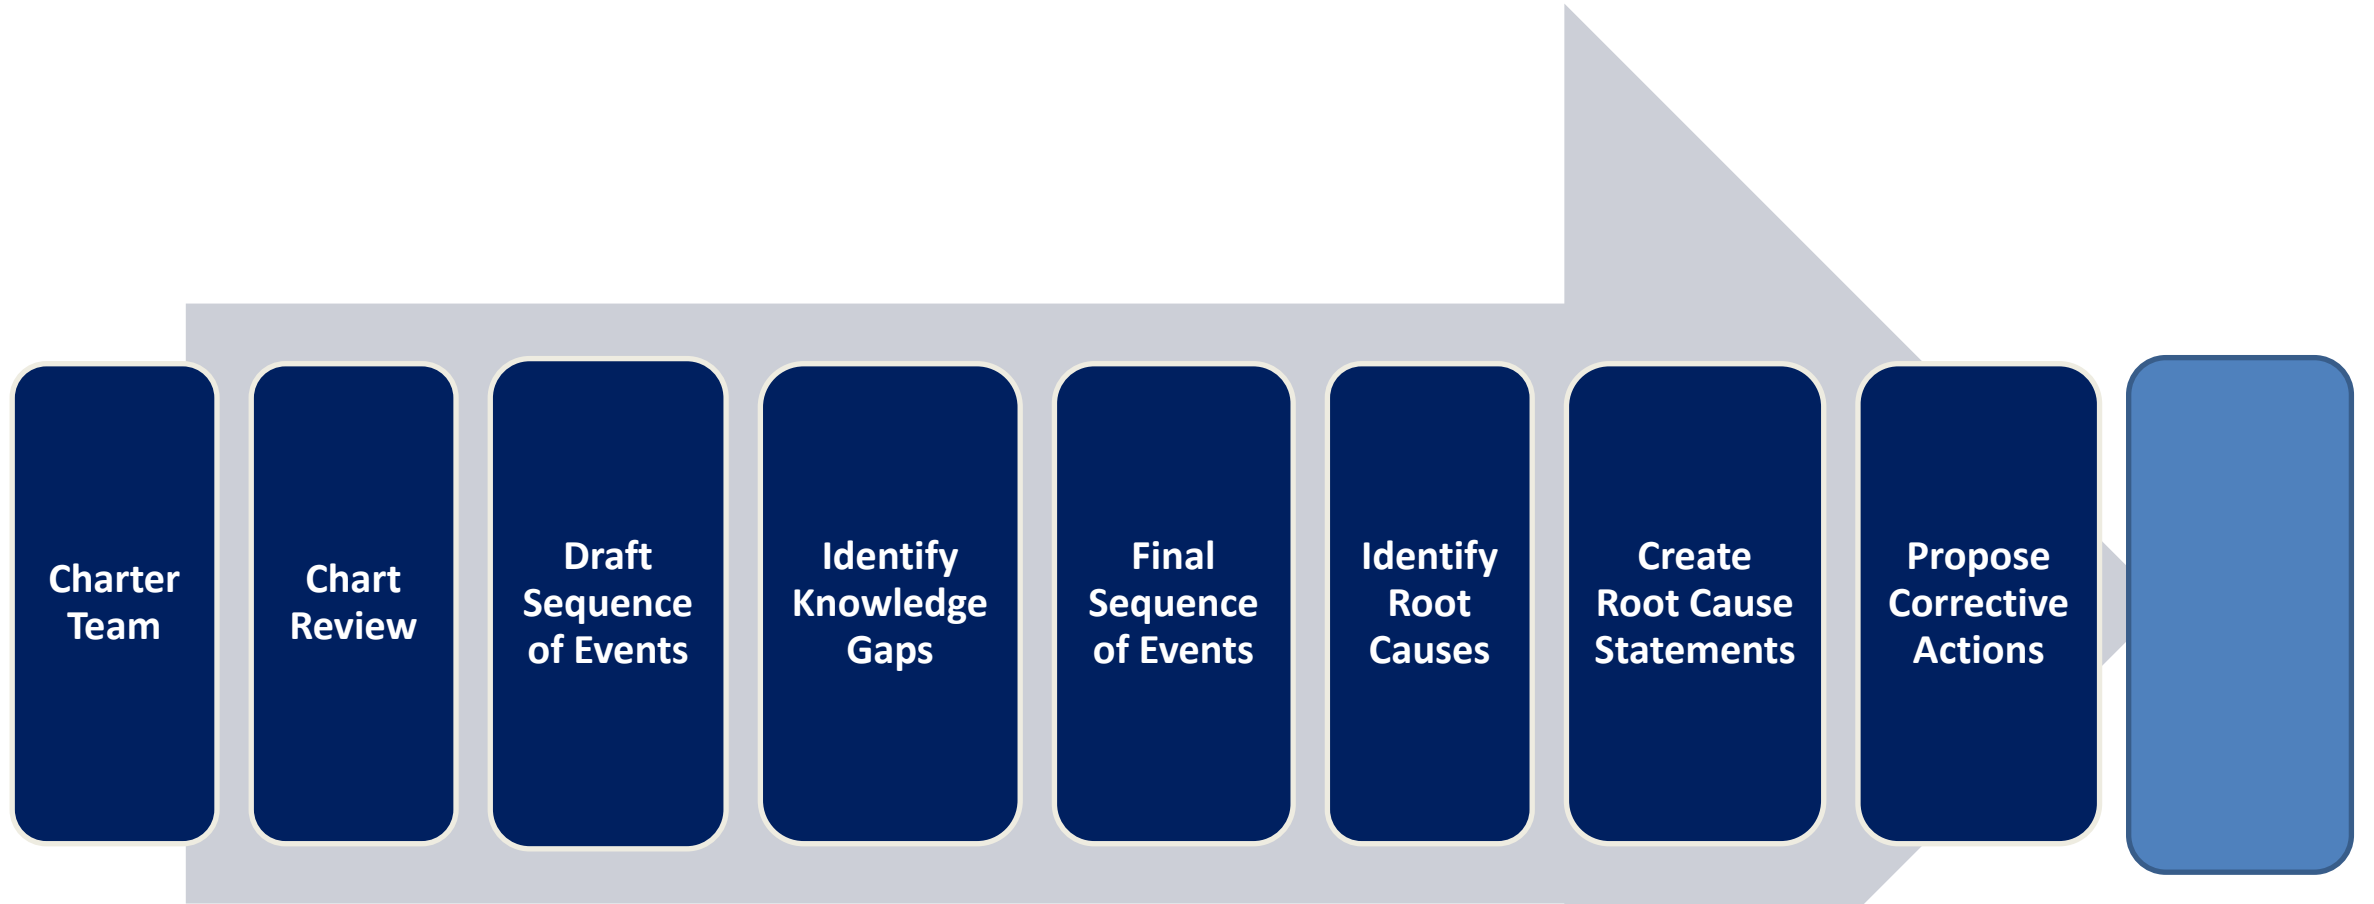 Charter
Team
Chart
Review
Draft
Sequence
of Events
Identify
Knowledge
Gaps
Final
Sequence
of Events
Identify
Root
Causes
Create
Root Cause
Statements
Propose
Corrective
Actions